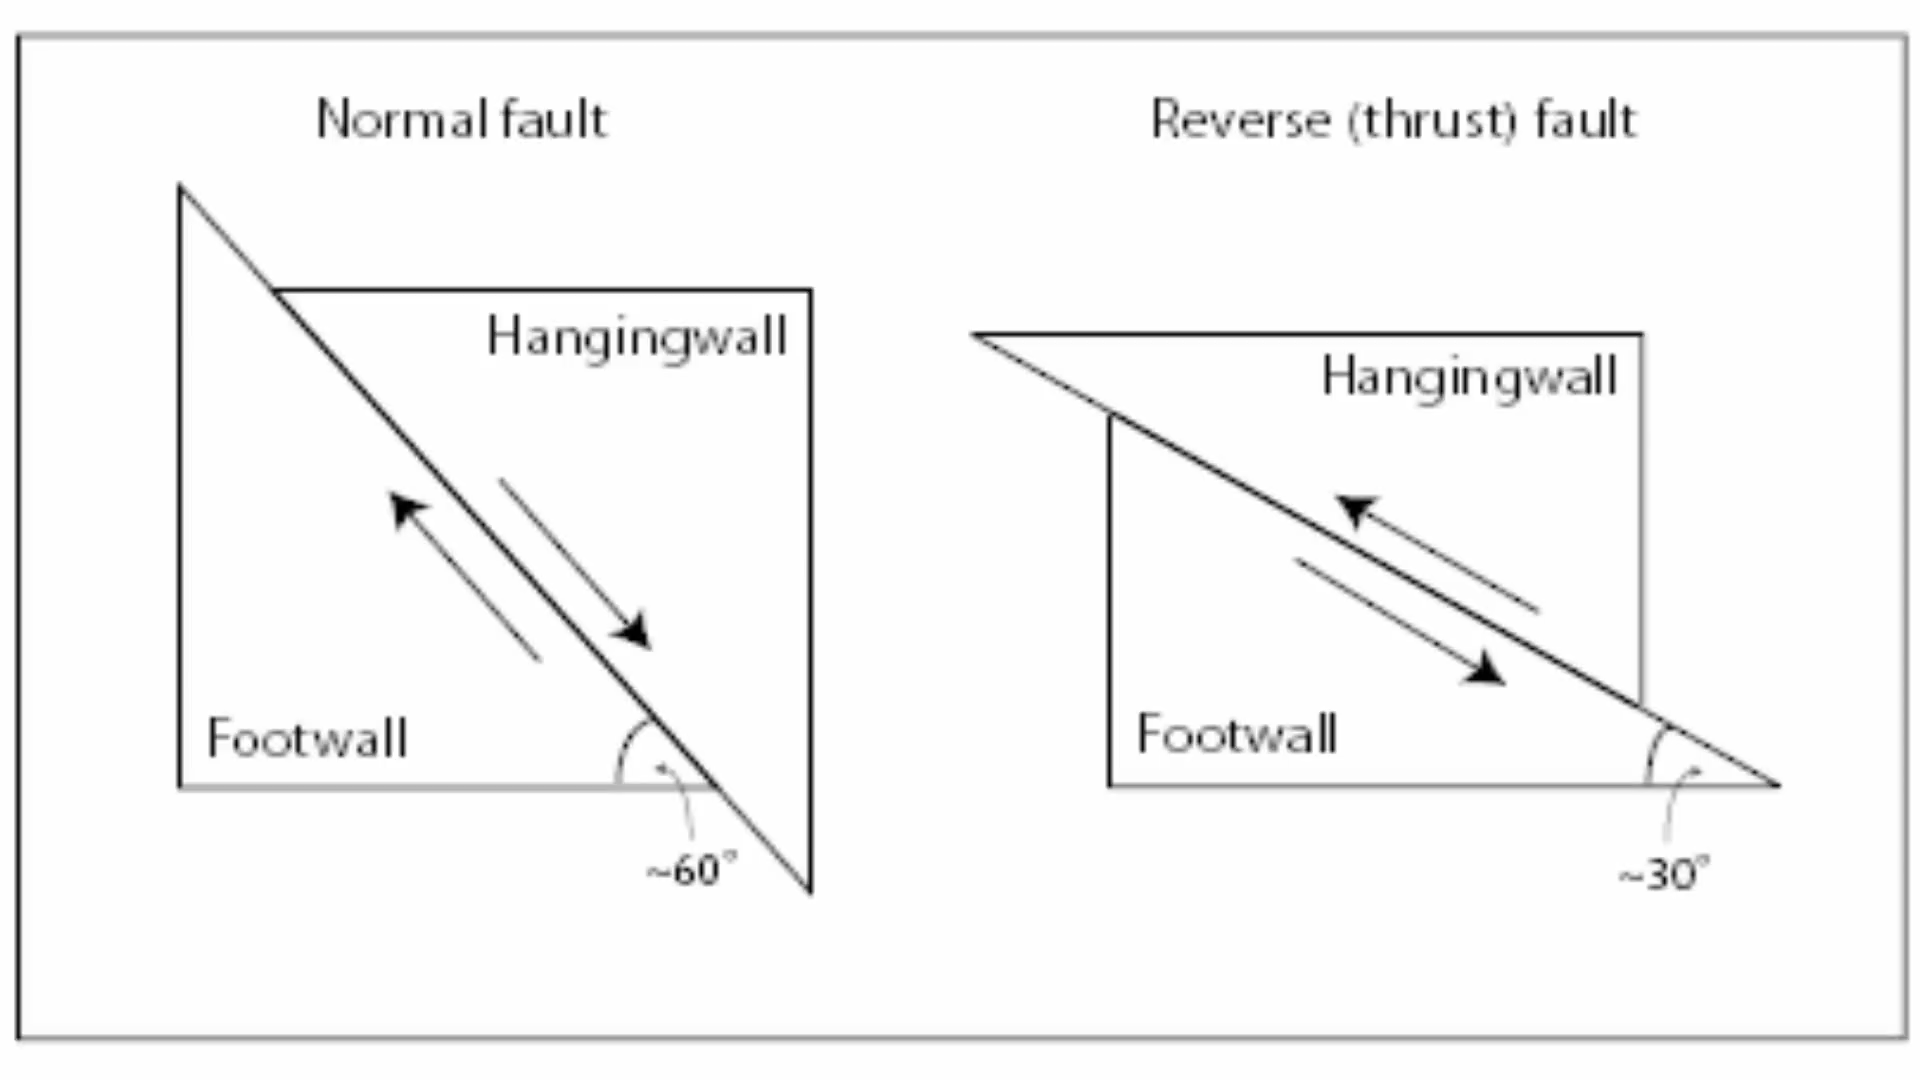 Normal fault
Hangingwall
Footwall
~60°
Reverse (thrust) fault
Hangingwall
Footwall
~30°